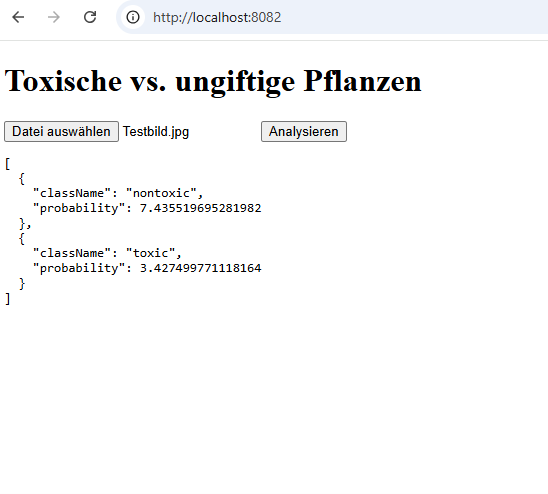 http://localhost:8082
Toxische vs. ungiftige Pflanzen
Datei auswählen Testbild.jpg Analysieren
[
  {
    "className": "nontoxic",
    "probability": 7.435519695281982
  },
  {
    "className": "toxic",
    "probability": 3.427499771118164
  }
]